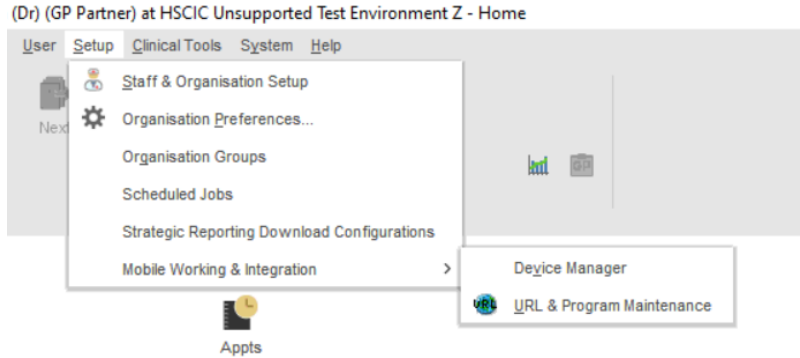 (Dr) (GP Partner) at HSCIC Unsupported Test Environment Z - Home
User Setup Clinical Tools System Help
Staff & Organisation Setup
Next
Organisation Preferences...
Organisation Groups
GP
Scheduled Jobs
Strategic Reporting Download Configurations
Mobile Working & Integration
Device Manager
URL
URL & Program Maintenance
Appts